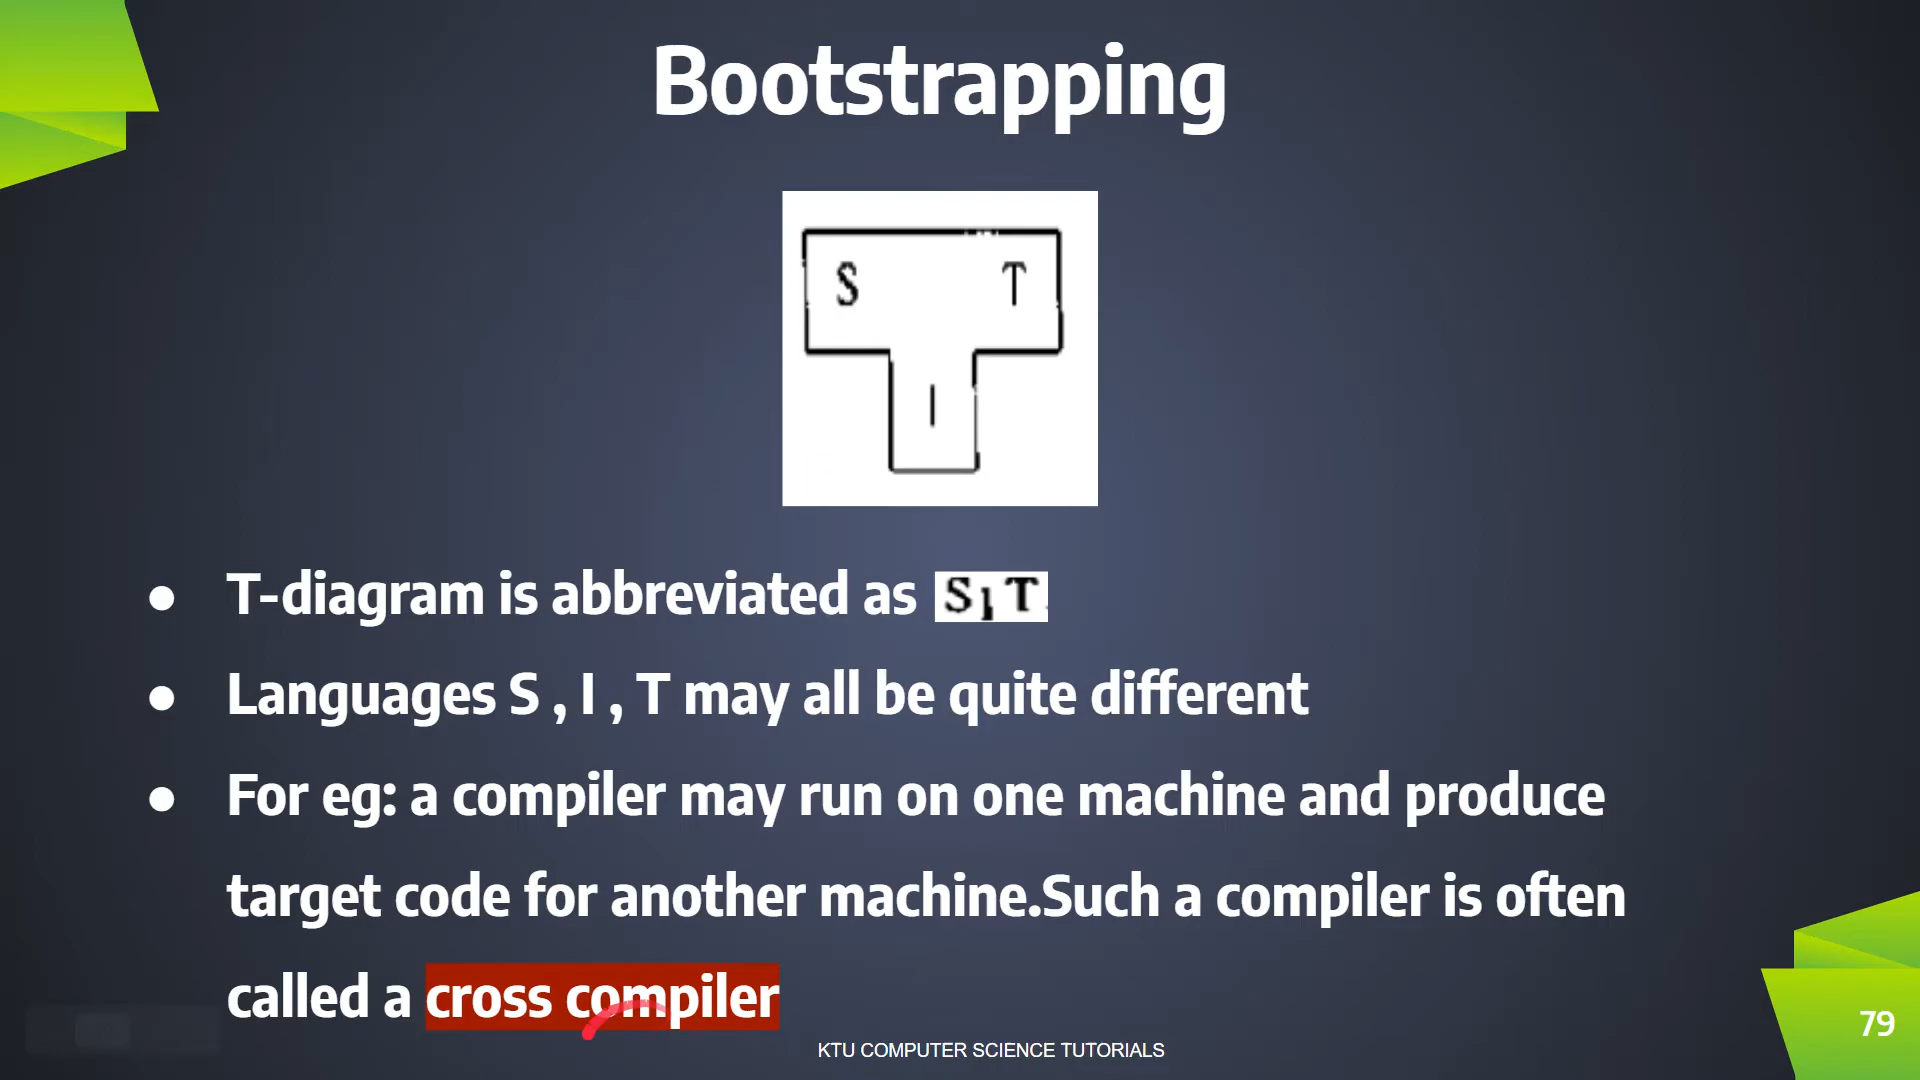 Bootstrapping
S T
I
● T-diagram is abbreviated as SIT
● Languages S , I , T may all be quite different
● For eg: a compiler may run on one machine and produce
target code for another machine.Such a compiler is often
called a cross compiler
KTU COMPUTER SCIENCE TUTORIALS
79